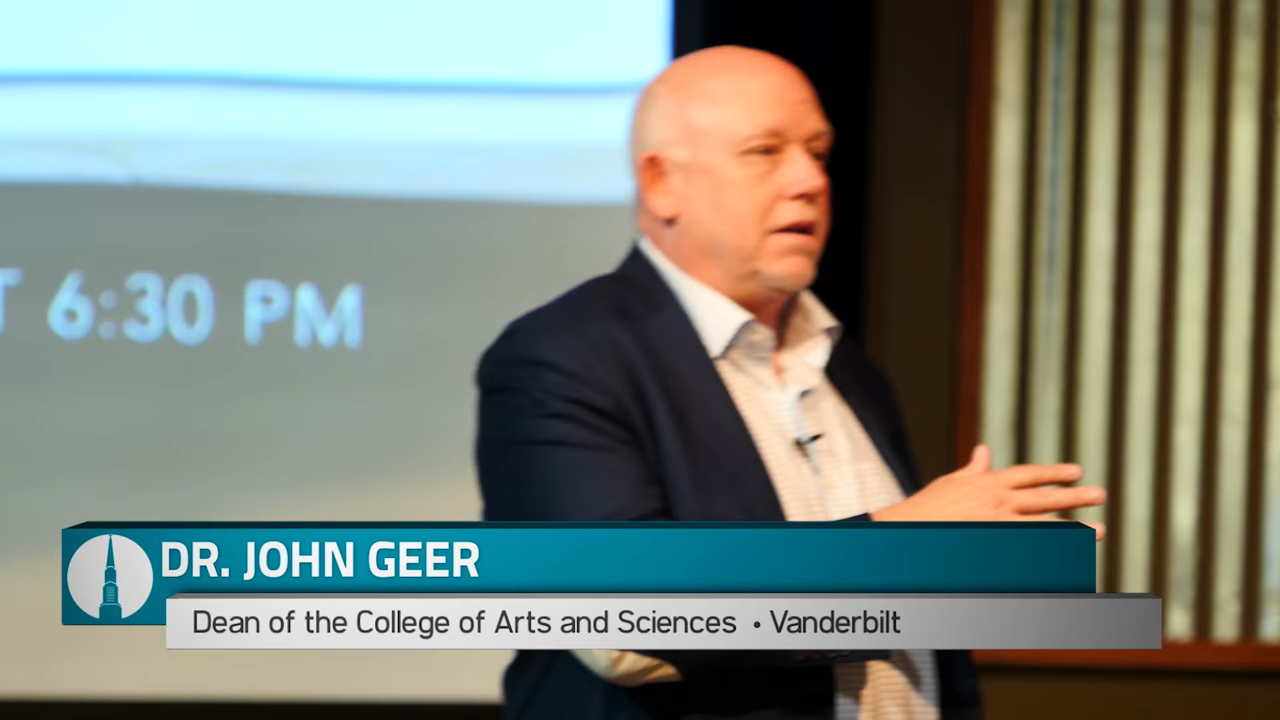 6:30 PM
DR. JOHN GEER
Dean of the College of Arts and Sciences • Vanderbilt